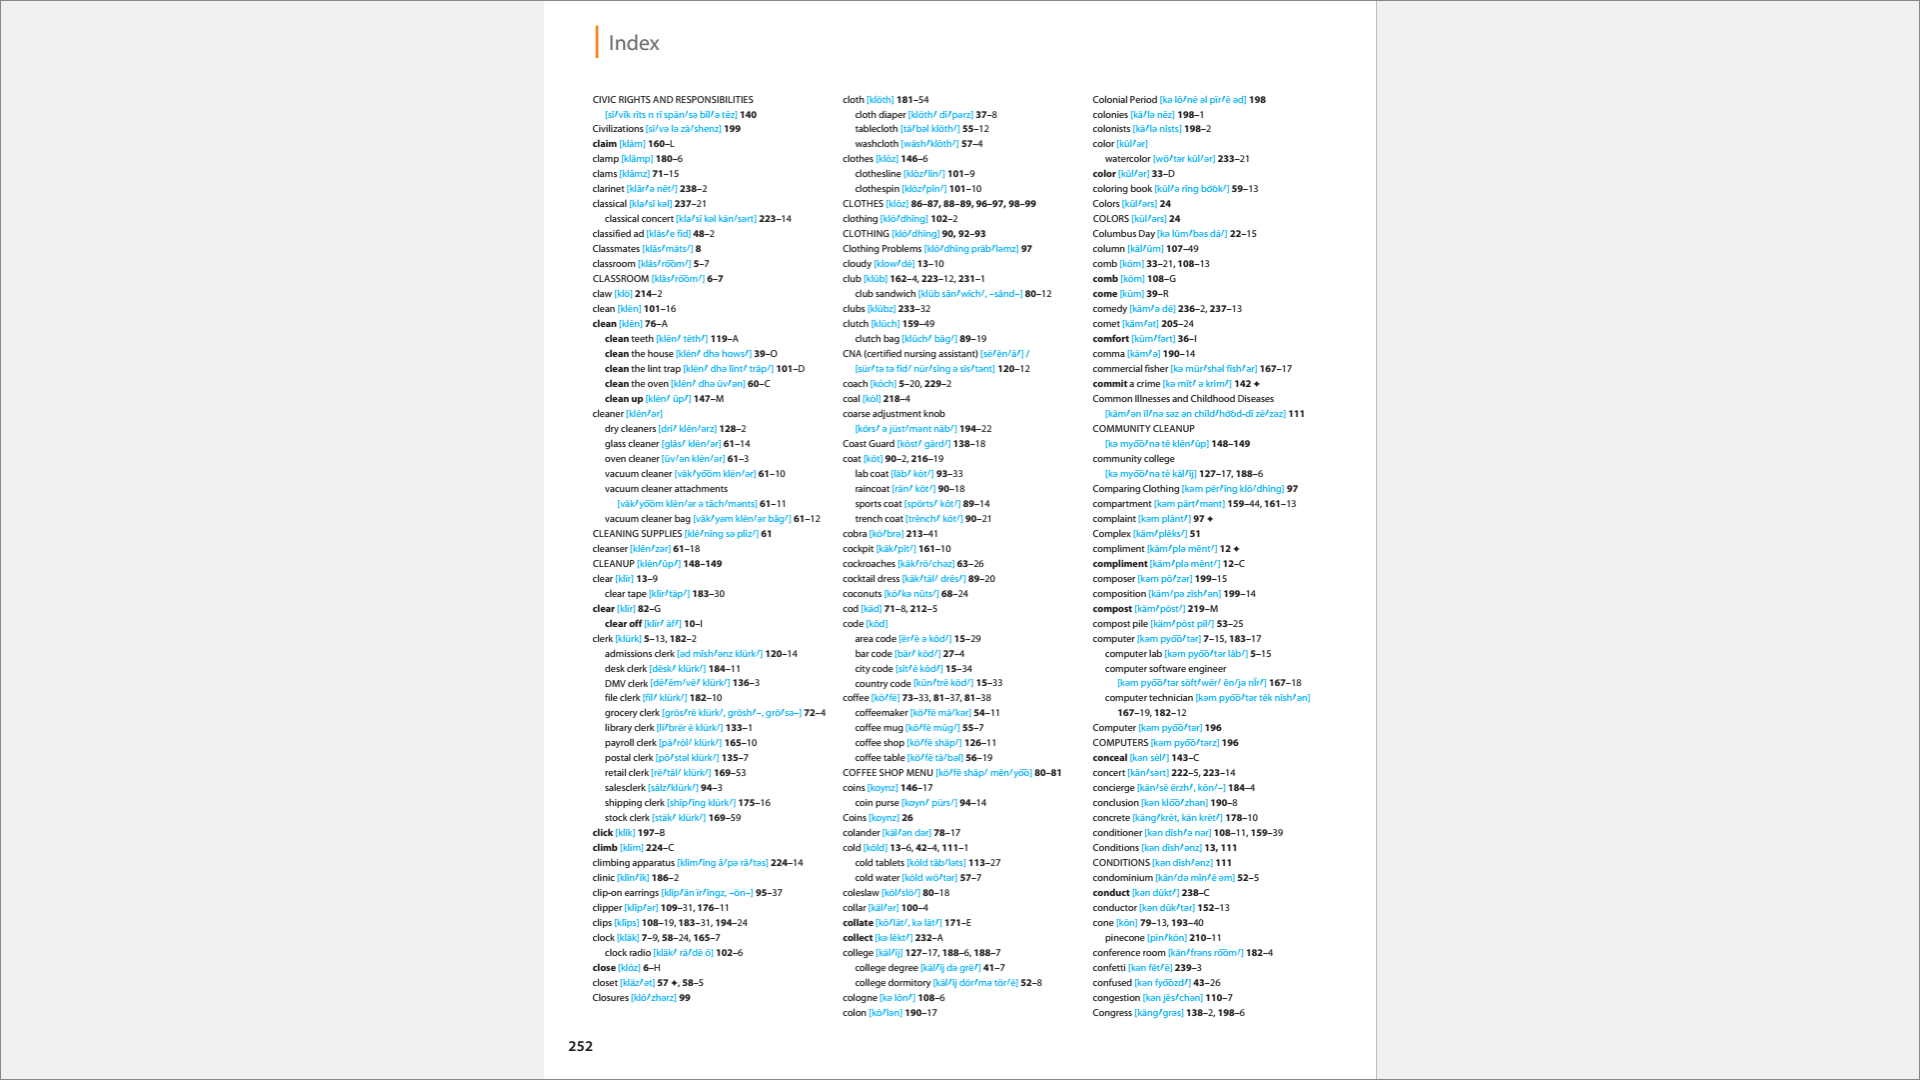 Index
CIVIC RIGHTS AND RESPONSIBILITIES
[sĭ/vĭk rīts n rĭ spän/sə bĭl/ə tēz] 140
Civilizations [sĭ/və lə zā/shenz] 199
claim [klām] 160–L
clamp [klămp] 180–6
clams [klămz] 71–15
clarinet [klăr/ə nĕt/] 238–2
classical [kla/sĭ kəl] 237–21
classical concert [kla/sĭ kəl kän/sərt] 223–14
classified ad [klăs/ə fīd] 48–2
Classmates [klăs/māts/] 8
classroom [klăs/ro͞om/] 5–7
CLASSROOM [klăs/ro͞om/] 6–7
claw [klö] 214–2
clean [klēn] 101–16
clean [klēn] 76–A
clean teeth [klēn/ tēth/] 119–A
clean the house [klēn/ dhə hows/] 39–O
clean the lint trap [klēn/ dhə lĭnt/ trăp/] 101–D
clean the oven [klēn/ dhə ŭv/ən] 60–C
clean up [klēn/ ŭp/] 147–M
cleaner [klēn/ər]
dry cleaners [drī/ klēn/ərz] 128–2
glass cleaner [glăs/ klēn/ər] 61–14
oven cleaner [ŭv/ən klēn/ər] 61–3
vacuum cleaner [văk/yo͞om klēn/ər] 61–10
vacuum cleaner attachments
[văk/yo͞om klēn/ər ə tăch/mənts] 61–11
vacuum cleaner bag [văk/yəm klēn/ər băg/] 61–12
CLEANING SUPPLIES [klē/nĭng sə plīz/] 61
cleanser [klĕn/zər] 61–18
CLEANUP [klēn/ŭp/] 148–149
clear [klĭr] 13–9
clear tape [klĭr/tāp/] 183–30
clear [klĭr] 82–G
clear off [klĭr/ äf/] 10–I
clerk [klürk] 5–13, 182–2
admissions clerk [əd mĭsh/ənz klürk/] 120–14
desk clerk [dĕsk/ klürk/] 184–11
DMV clerk [dē/ĕm/vē/ klürk/] 136–3
file clerk [fīl/ klürk/] 182–10
grocery clerk [grōs/rē klürk/, grōsh/–, grō/sə–] 72–4
library clerk [lī/brĕr ē klürk/] 133–1
payroll clerk [pā/rōl/ klürk/] 165–10
postal clerk [pō/stəl klürk/] 135–7
retail clerk [rē/tāl/ klürk/] 169–53
salesclerk [sālz/klürk/] 94–3
shipping clerk [shĭp/ĭng klürk/] 175–16
stock clerk [stäk/ klürk/] 169–59
click [klĭk] 197–B
climb [klīm] 224–C
climbing apparatus [klīm/ĭng ă/pə ră/təs] 224–14
clinic [klĭn/ĭk] 186–2
clip-on earrings [klĭp/än ĭr/ĭngz, –ön–] 95–37
clipper [klĭp/ər] 109–31, 176–11
clips [klĭps] 108–19, 183–31, 194–24
clock [kläk] 7–9, 58–24, 165–7
clock radio [kläk/ rā/dē ō] 102–6
close [klōz] 6–H
closet [kläz/ət] 57 ✦, 58–5
Closures [klō/zhərz] 99
cloth [klöth] 181–54
cloth diaper [klöth/ dī/pərz] 37–8
tablecloth [tā/bəl klöth/] 55–12
washcloth [wäsh/klöth/] 57–4
clothes [klōz] 146–6
clothesline [klōz/līn/] 101–9
clothespin [klōz/pĭn/] 101–10
CLOTHES [klōz] 86–87, 88–89, 96–97, 98–99
clothing [klō/dhĭng] 102–2
CLOTHING [klō/dhĭng] 90, 92–93
Clothing Problems [klō/dhĭng präb/ləmz] 97
cloudy [klow/dē] 13–10
club [klŭb] 162–4, 223–12, 231–1
club sandwich [klŭb săn/wĭch/, –sănd–] 80–12
clubs [klŭbz] 233–32
clutch [klŭch] 159–49
clutch bag [klŭch/ băg/] 89–19
CNA (certified nursing assistant) [sē/ĕn/ā/] /
[sür/tə tə fīd/ nür/sĭng ə sĭs/tənt] 120–12
coach [kōch] 5–20, 229–2
coal [kōl] 218–4
coarse adjustment knob
[körs/ ə jŭst/mənt näb/] 194–22
Coast Guard [kōst/ gärd/] 138–18
coat [kōt] 90–2, 216–19
lab coat [lăb/ kōt/] 93–33
raincoat [rān/ kōt/] 90–18
sports coat [spörts/ kōt/] 89–14
trench coat [trĕnch/ kōt/] 90–21
cobra [kō/brə] 213–41
cockpit [käk/pĭt/] 161–10
cockroaches [käk/rō/chəz] 63–26
cocktail dress [käk/tāl/ drĕs/] 89–20
coconuts [kō/kə nŭts/] 68–24
cod [käd] 71–8, 212–5
code [kōd]
area code [ër/ē ə kōd/] 15–29
bar code [bär/ kōd/] 27–4
city code [sĭt/ē kōd/] 15–34
country code [kŭn/trē kōd/] 15–33
coffee [kö/fē] 73–33, 81–37, 81–38
coffeemaker [kö/fē mā/kər] 54–11
coffee mug [kö/fē mŭg/] 55–7
coffee shop [kö/fē shäp/] 126–11
coffee table [kö/fē tā/bəl] 56–19
COFFEE SHOP MENU [kö/fē shäp/ mĕn/yo͞o] 80–81
coins [koynz] 146–17
coin purse [koyn/ pürs/] 94–14
Coins [koynz] 26
colander [käl/ən dər] 78–17
cold [kōld] 13–6, 42–4, 111–1
cold tablets [kōld tăb/ləts] 113–27
cold water [kōld wö/tər] 57–7
coleslaw [kōl/slö/] 80–18
collar [käl/ər] 100–4
collate [kō/lāt/, kə lāt/] 171–E
collect [kə lĕkt/] 232–A
college [käl/ĭj] 127–17, 188–6, 188–7
college degree [käl/ĭj də grē/] 41–7
college dormitory [käl/ĭj dör/mə tör/ē] 52–8
cologne [kə lōn/] 108–6
colon [kō/lən] 190–17
Colonial Period [kə lō/nē əl pïr/ē əd] 198
colonies [kä/lə nēz] 198–1
colonists [kä/lə nĭsts] 198–2
color [kŭl/ər]
watercolor [wö/tər kŭl/ər] 233–21
color [kŭl/ər] 33–D
coloring book [kŭl/ə rĭng bo͝ok/] 59–13
Colors [kŭl/ərs] 24
COLORS [kŭl/ərs] 24
Columbus Day [kə lŭm/bəs dā/] 22–15
column [käl/ŭm] 107–49
comb [kōm] 33–21, 108–13
comb [kōm] 108–G
come [kŭm] 39–R
comedy [käm/ə dē] 236–2, 237–13
comet [käm/ət] 205–24
comfort [kŭm/fərt] 36–I
comma [käm/ə] 190–14
commercial fisher [kə mür/shəl fĭsh/ər] 167–17
commit a crime [kə mĭt/ ə krīm/] 142 ✦
Common Illnesses and Childhood Diseases
[käm/ən ĭl/nə səz ən chīld/ho͝od-dĭ zē/zəz] 111
COMMUNITY CLEANUP
[kə myo͞o/nə tē klēn/ŭp] 148–149
community college
[kə myo͞o/nə tē käl/ĭj] 127–17, 188–6
Comparing Clothing [kəm për/ĭng klō/dhĭng] 97
compartment [kəm pärt/mənt] 159–44, 161–13
complaint [kəm plānt/] 97 ✦
Complex [käm/plĕks/] 51
compliment [käm/plə mĕnt/] 12 ✦
compliment [käm/plə mĕnt/] 12–C
composer [kəm pō/zər] 199–15
composition [käm/pə zĭsh/ən] 199–14
compost [käm/pōst/] 219–M
compost pile [käm/pōst pīl/] 53–25
computer [kəm pyo͞o/tər] 7–15, 183–17
computer lab [kəm pyo͞o/tər lăb/] 5–15
computer software engineer
[kəm pyo͞o/tər söft/wër/ ĕn/jə nĬr/] 167–18
computer technician [kəm pyo͞o/tər tĕk nĭsh/ən]
167–19, 182–12
Computer [kəm pyo͞o/tər] 196
COMPUTERS [kəm pyo͞o/tərz] 196
conceal [kən sēl/] 143–C
concert [kän/sərt] 222–5, 223–14
concierge [kän/sē ërzh/, kōn/–] 184–4
conclusion [kən klo͞o/zhən] 190–8
concrete [käng/krēt, kän krēt/] 178–10
conditioner [kən dĭsh/ə nər] 108–11, 159–39
Conditions [kən dĭsh/ənz] 13, 111
CONDITIONS [kən dĭsh/ənz] 111
condominium [kän/də mĭn/ē əm] 52–5
conduct [kən dŭkt/] 238–C
conductor [kən dŭk/tər] 152–13
cone [kōn] 79–13, 193–40
pinecone [pīn/kōn] 210–11
conference room [kän/frəns ro͞om/] 182–4
confetti [kən fĕt/ē] 239–3
confused [kən fyo͞ozd/] 43–26
congestion [kən jĕs/chən] 110–7
Congress [käng/grəs] 138–2, 198–6
252